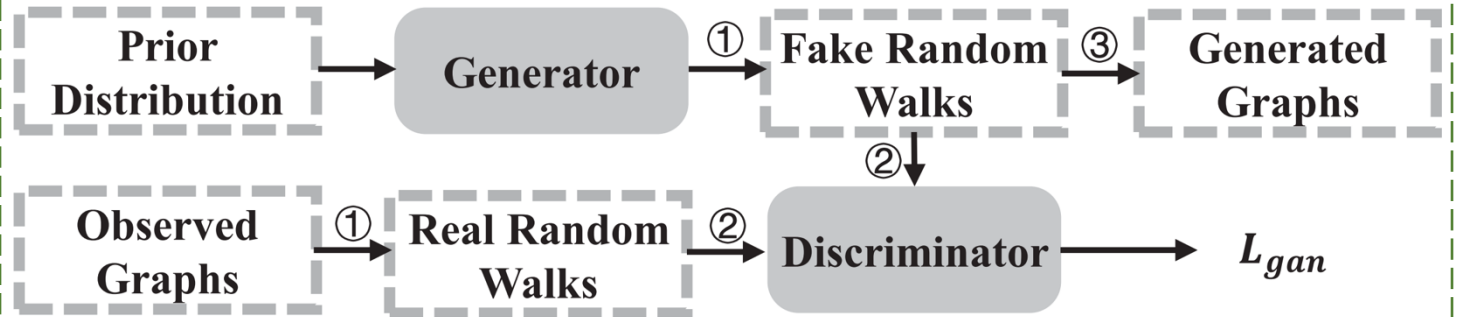 Prior
Distribution
Generator
①
Fake Random
Walks
③
Generated
Graphs
②
Observed
Graphs
①
Real Random
Walks
②
Discriminator
L_gan